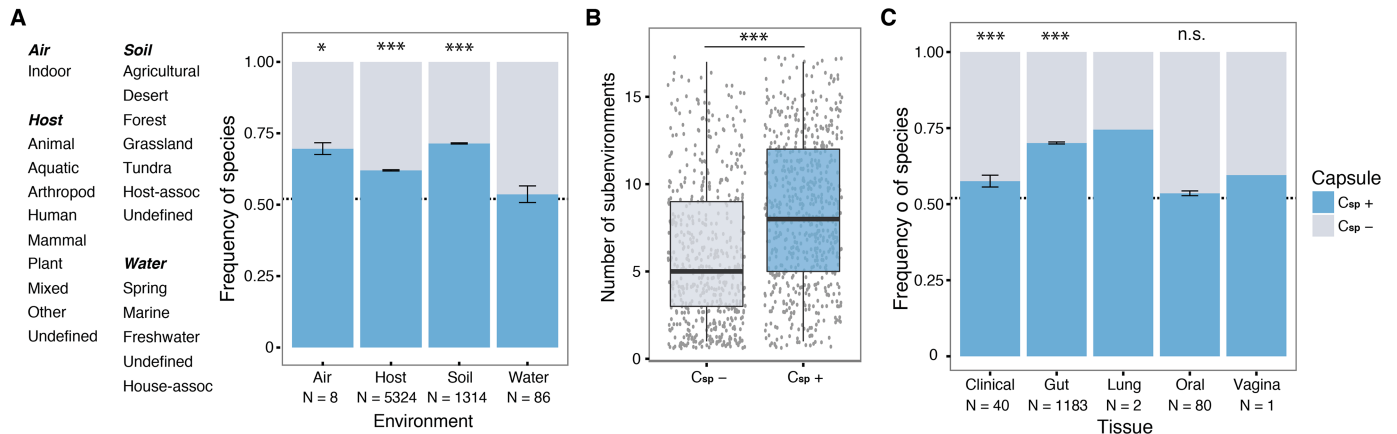 A
Air
Indoor
Host
Animal
Aquatic
Arthropod
Human
Mammal
Plant
Mixed
Other
Undefined
Soil
Agricultural
Desert
Forest
Grassland
Tundra
Host-assoc
Undefined
Water
Spring
Marine
Freshwater
Undefined
House-assoc
Frequency of species
1.00
0.75
0.50
0.25
0
* *** ***
Air Host Soil Water
N = 8 N = 5324 N = 1314 N = 86
Environment
B
Number of subenvironments
15
10
5
0
***
Csp − Csp +
C
Frequency o of species
1.00
0.75
0.50
0.25
0
*** *** n.s.
Clinical Gut Lung Oral Vagina
N = 40 N = 1183 N = 2 N = 80 N = 1
Tissue
Capsule
Csp +
Csp −